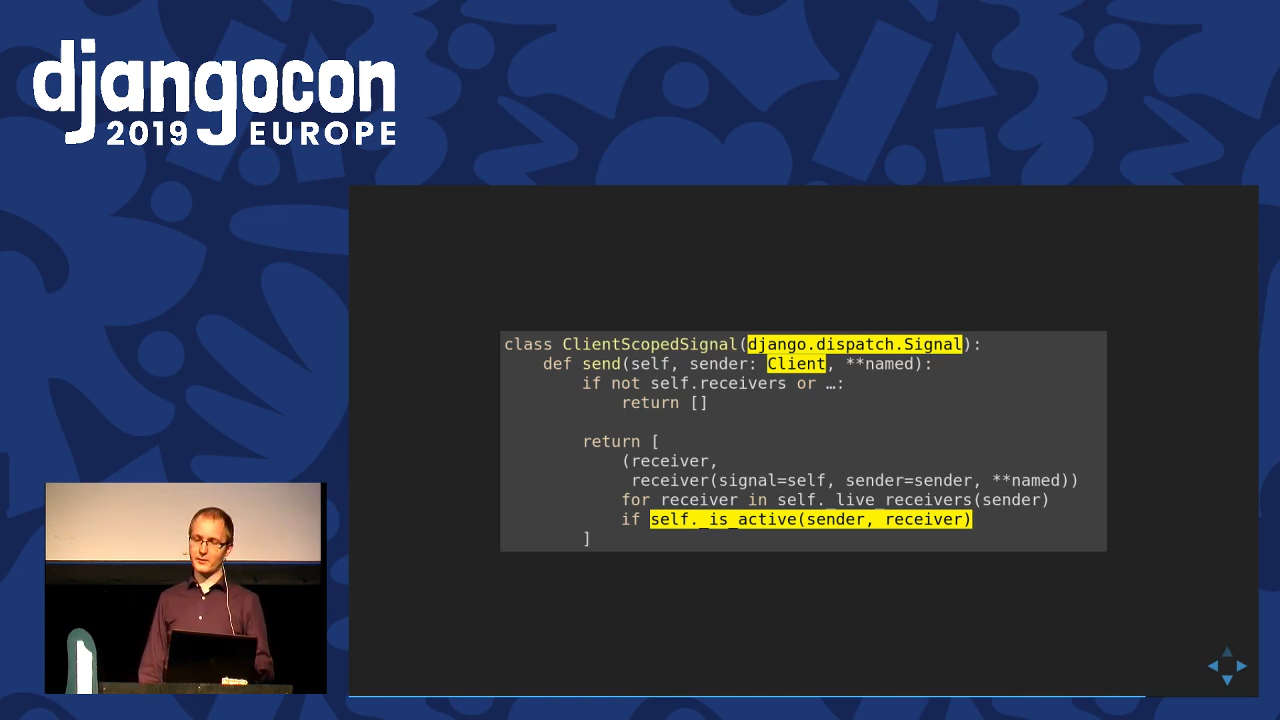 djangocon
2019 EUROPE
class ClientScopedSignal(django.dispatch.Signal):
    def send(self, sender: Client, **named):
        if not self.receivers or …:
            return []

        return [
            (receiver,
             receiver(signal=self, sender=sender, **named))
            for receiver in self._live_receivers(sender)
            if self._is_active(sender, receiver)
        ]